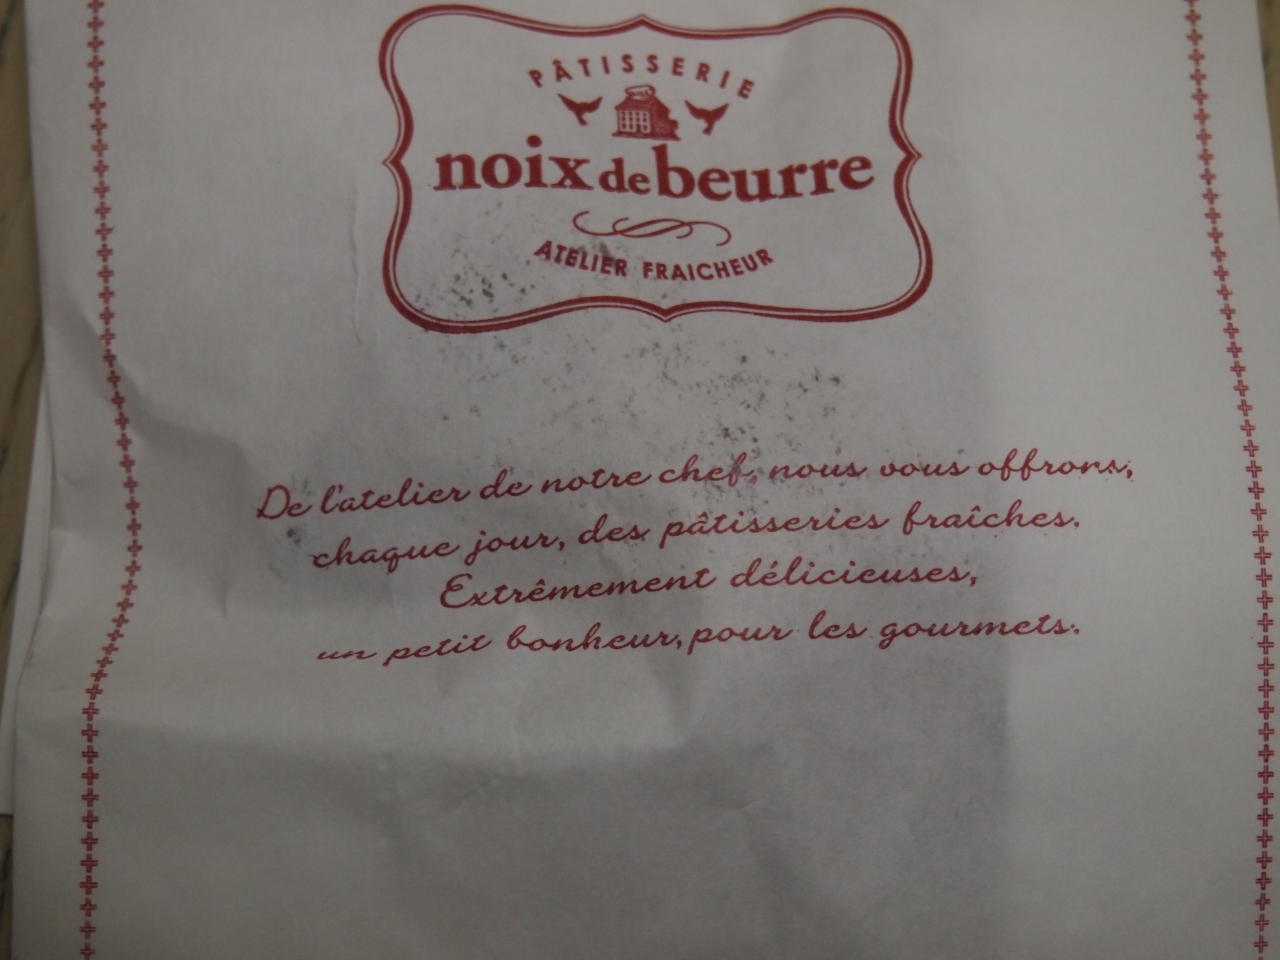 PÂTISSERIE
noix de beurre
ATELIER FRAICHEUR
De l'atelier de notre chef, nous vous offrons,
chaque jour, des pâtisseries fraîches.
Extrêmement délicieuses,
un petit bonheur, pour les gourmets.